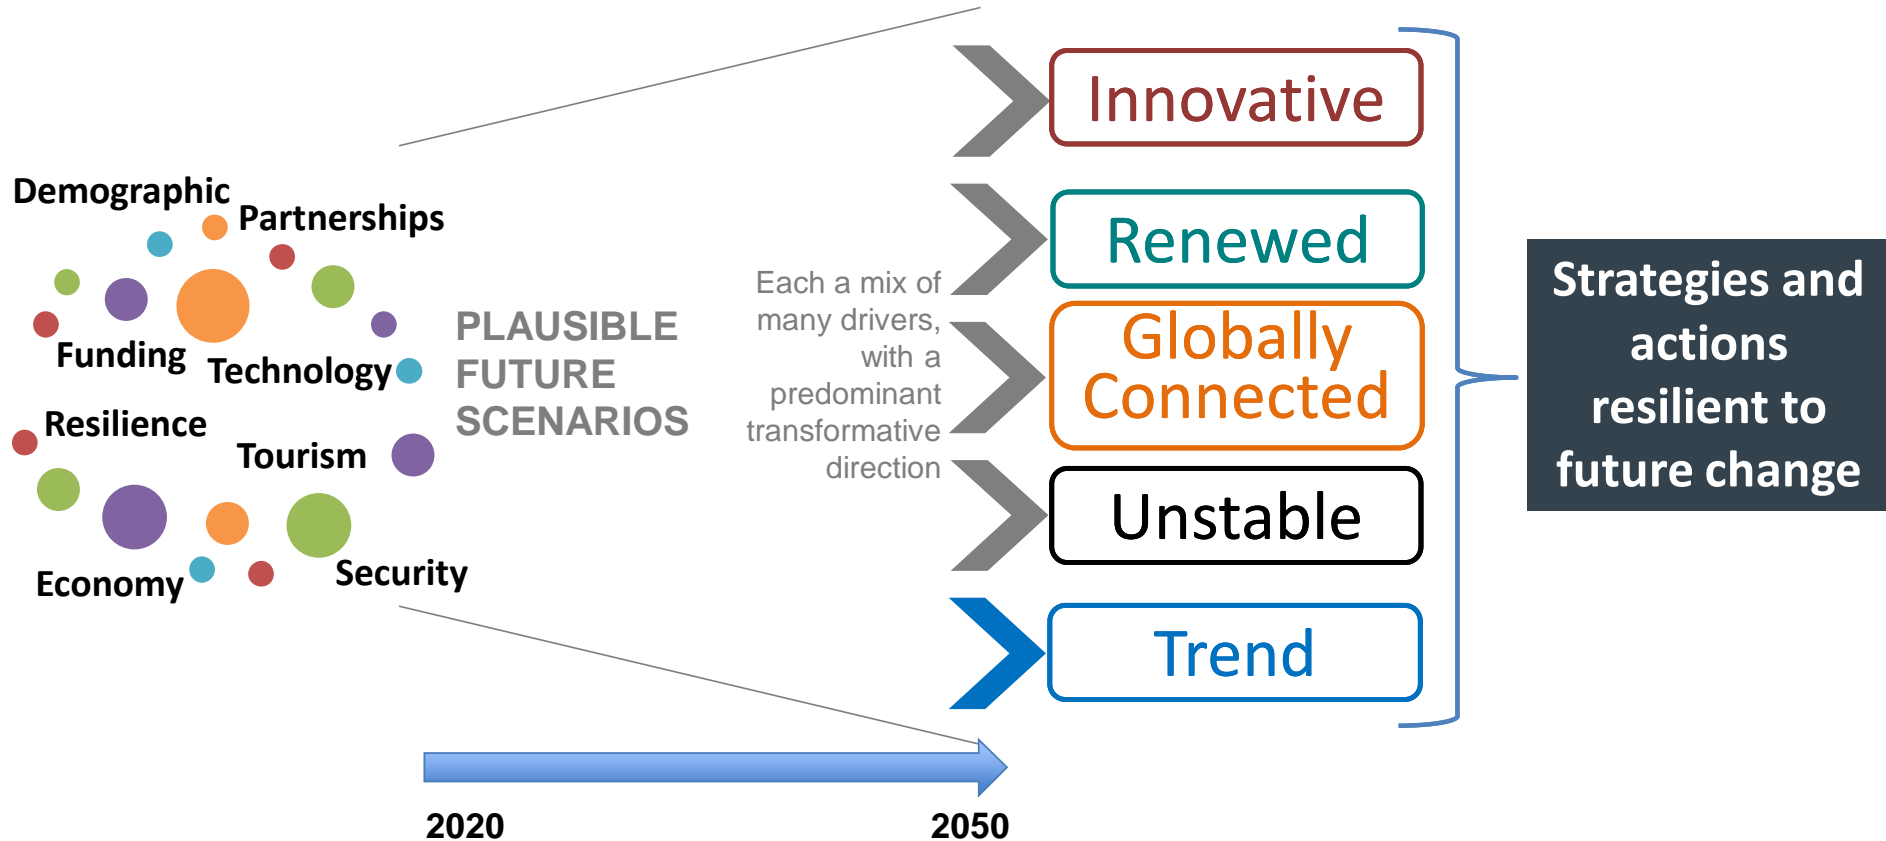 Demographic
Partnerships
Funding
Technology
Resilience
Tourism
Economy
Security
PLAUSIBLE
FUTURE
SCENARIOS
Each a mix of
many drivers,
with a
predominant
transformative
direction
Innovative
Renewed
Globally
Connected
Unstable
Trend
Strategies and
actions
resilient to
future change
2020
2050